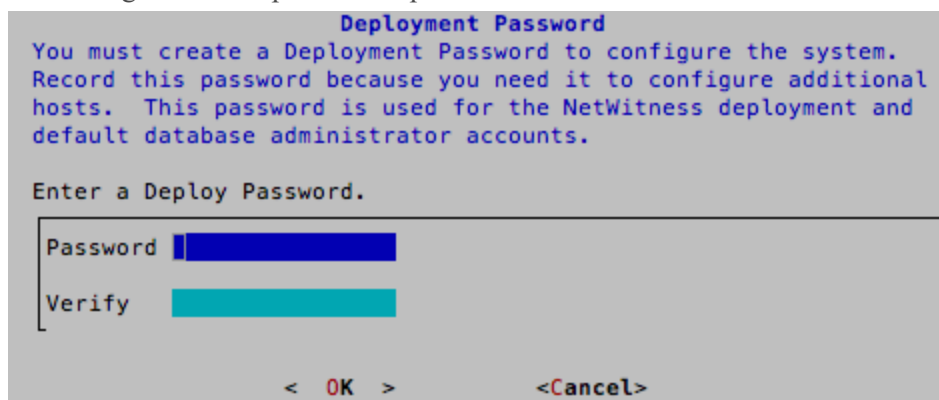 Deployment Password
You must create a Deployment Password to configure the system.
Record this password because you need it to configure additional
hosts.  This password is used for the NetWitness deployment and
default database administrator accounts.
Enter a Deploy Password.
Password
Verify
<  OK  >  <Cancel>